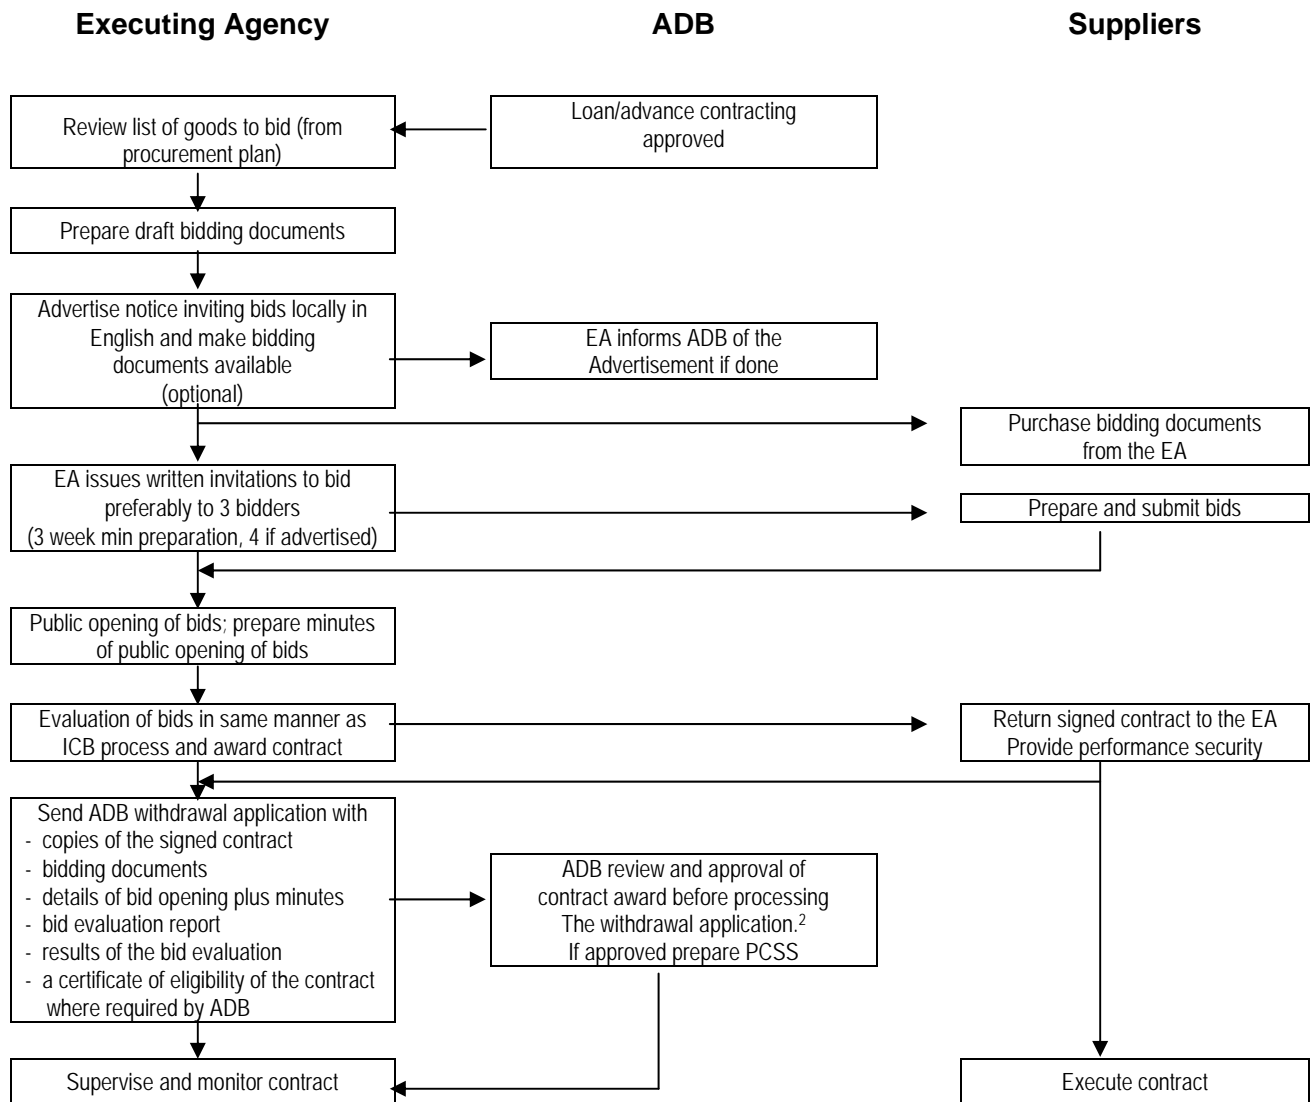 Executing Agency
ADB
Suppliers
Loan/advance contracting
approved
Review list of goods to bid (from
procurement plan)
Prepare draft bidding documents
Advertise notice inviting bids locally in
English and make bidding
documents available
(optional)
EA informs ADB of the
Advertisement if done
Purchase bidding documents
from the EA
EA issues written invitations to bid
preferably to 3 bidders
(3 week min preparation, 4 if advertised)
Prepare and submit bids
Public opening of bids; prepare minutes
of public opening of bids
Evaluation of bids in same manner as
ICB process and award contract
Return signed contract to the EA
Provide performance security
Send ADB withdrawal application with
- copies of the signed contract
- bidding documents
- details of bid opening plus minutes
- bid evaluation report
- results of the bid evaluation
- a certificate of eligibility of the contract
where required by ADB
ADB review and approval of
contract award before processing
The withdrawal application.²
If approved prepare PCSS
Supervise and monitor contract
Execute contract